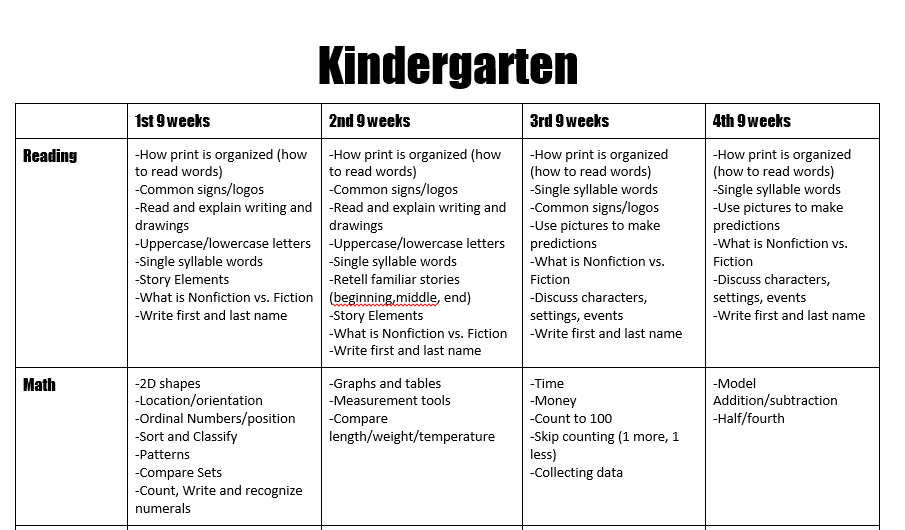 Kindergarten
1st 9 weeks
2nd 9 weeks
3rd 9 weeks
4th 9 weeks
Reading
-How print is organized (how
to read words)
-Common signs/logos
-Read and explain writing and
drawings
-Uppercase/lowercase letters
-Single syllable words
-Story Elements
-What is Nonfiction vs. Fiction
-Write first and last name
-How print is organized (how
to read words)
-Common signs/logos
-Read and explain writing and
drawings
-Uppercase/lowercase letters
-Single syllable words
-Retell familiar stories
(beginning,middle, end)
-Story Elements
-What is Nonfiction vs. Fiction
-Write first and last name
-How print is organized
(how to read words)
-Single syllable words
-Common signs/logos
-Use pictures to make
predictions
-What is Nonfiction vs.
Fiction
-Discuss characters,
settings, events
-Write first and last name
-How print is organized
(how to read words)
-Single syllable words
-Use pictures to make
predictions
-What is Nonfiction vs.
Fiction
-Discuss characters,
settings, events
-Write first and last name
Math
-2D shapes
-Location/orientation
-Ordinal Numbers/position
-Sort and Classify
-Patterns
-Compare Sets
-Count, Write and recognize
numerals
-Graphs and tables
-Measurement tools
-Compare
length/weight/temperature
-Time
-Money
-Count to 100
-Skip counting (1 more, 1
less)
-Collecting data
-Model
Addition/subtraction
-Half/fourth